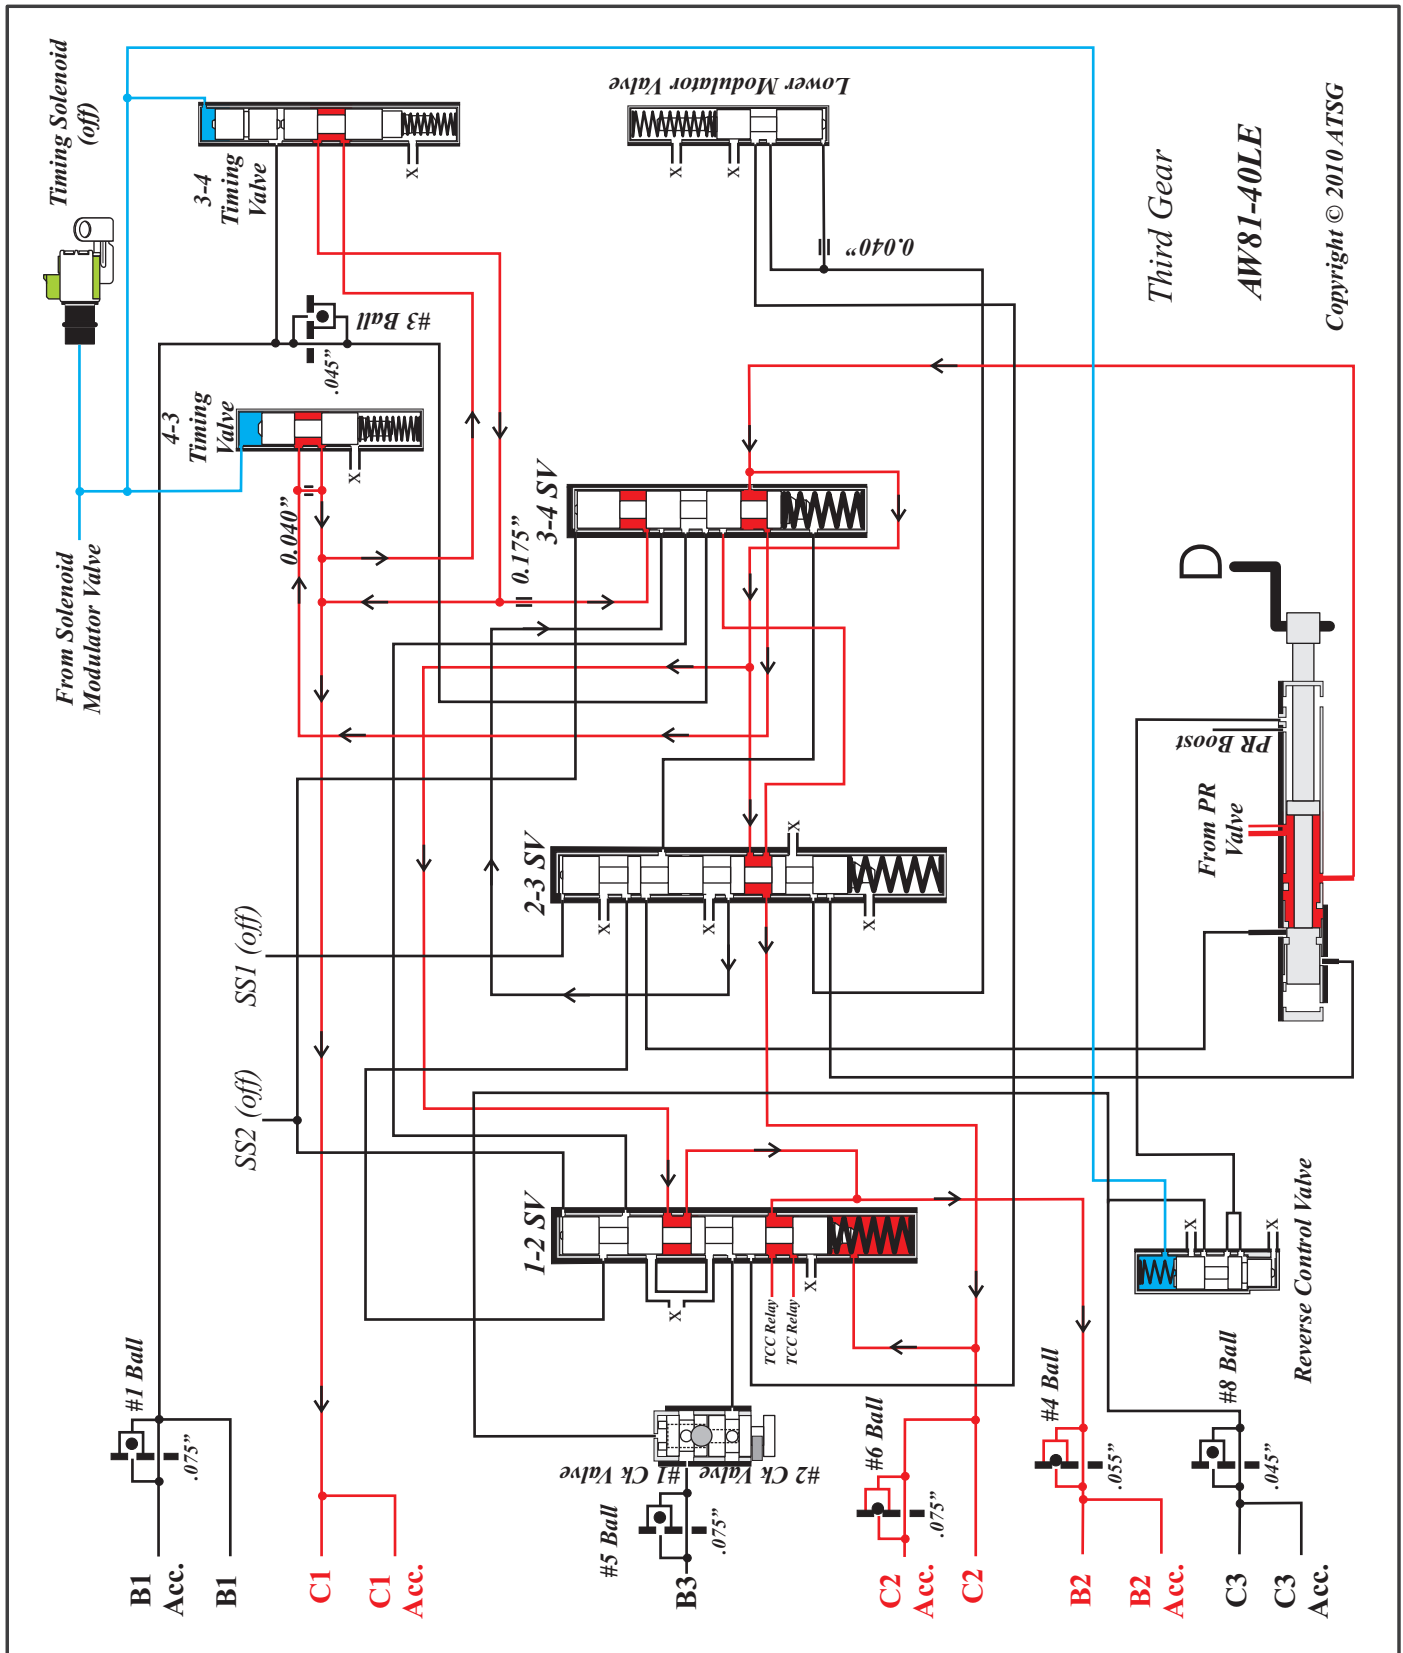 Timing Solenoid
(off)
3-4
Timing
Valve
Lower Modulator Valve
0.040”
#3 Ball
.045”
4-3
Timing
Valve
X
X
X
X
0.040”
From Solenoid
Modulator Valve
3-4 SV
0.175”
Third Gear
AW81-40LE
Copyright © 2010 ATSG
D
PR Boost
From PR
Valve
2-3 SV
X
X
X
X
SS1 (off)
SS2 (off)
1-2 SV
X
X
TCC Relay
TCC Relay
X
X
Reverse Control Valve
#1 Ball
.075”
#1 Ck Valve
#2 Ck Valve
#5 Ball
.075”
#6 Ball
.075”
#4 Ball
.055”
#8 Ball
.045”
B1
Acc.
B1
C1
C1
Acc.
B3
C2
Acc.
C2
B2
B2
Acc.
C3
C3
Acc.